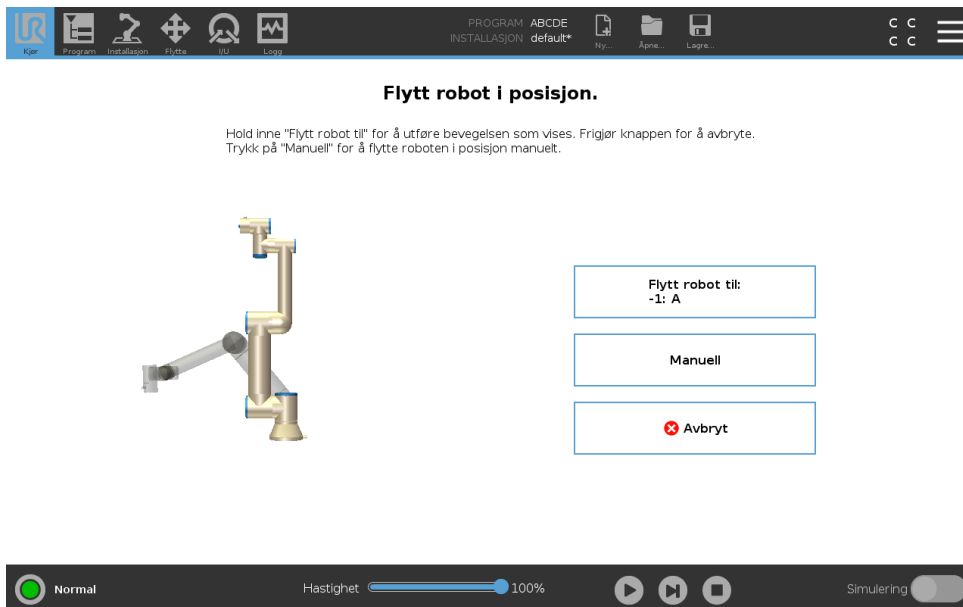 UR
PROGRAM ABCDE
INSTALLASJON default*
C C
C C
Kjør Program Installasjon Flytte I/U Logg Ny... Åpne... Lagre...
Flytt robot i posisjon.
Hold inne "Flytt robot til" for å utføre bevegelsen som vises. Frigjør knappen for å avbryte.
Trykk på "Manuell" for å flytte roboten i posisjon manuelt.
Flytt robot til:
-1: A
Manuell
Avbryt
Normal Hastighet 100% Simulering